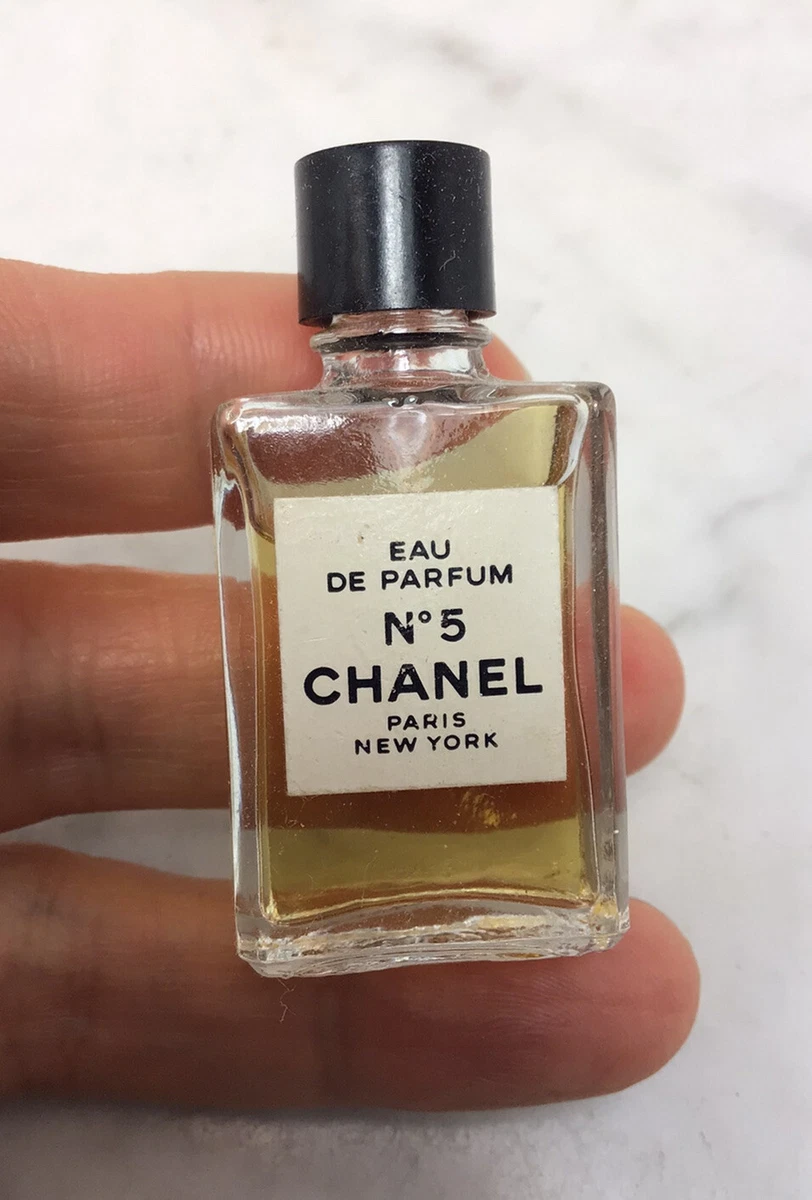 EAU
DE PARFUM
N°5
CHANEL
PARIS
NEW YORK